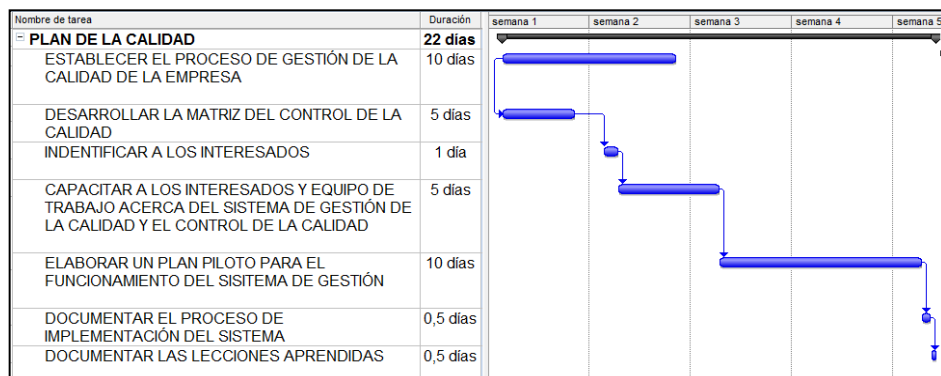 Nombre de tarea Duración semana 1 semana 2 semana 3 semana 4 semana 5
PLAN DE LA CALIDAD 22 días
ESTABLECER EL PROCESO DE GESTIÓN DE LA 10 días
CALIDAD DE LA EMPRESA
DESARROLLAR LA MATRIZ DEL CONTROL DE LA 5 días
CALIDAD
INDENTIFICAR A LOS INTERESADOS 1 día
CAPACITAR A LOS INTERESADOS Y EQUIPO DE 5 días
TRABAJO ACERCA DEL SISTEMA DE GESTIÓN DE
LA CALIDAD Y EL CONTROL DE LA CALIDAD
ELABORAR UN PLAN PILOTO PARA EL 10 días
FUNCIONAMIENTO DEL SISITEMA DE GESTIÓN
DOCUMENTAR EL PROCESO DE 0,5 días
IMPLEMENTACIÓN DEL SISTEMA
DOCUMENTAR LAS LECCIONES APRENDIDAS 0,5 días